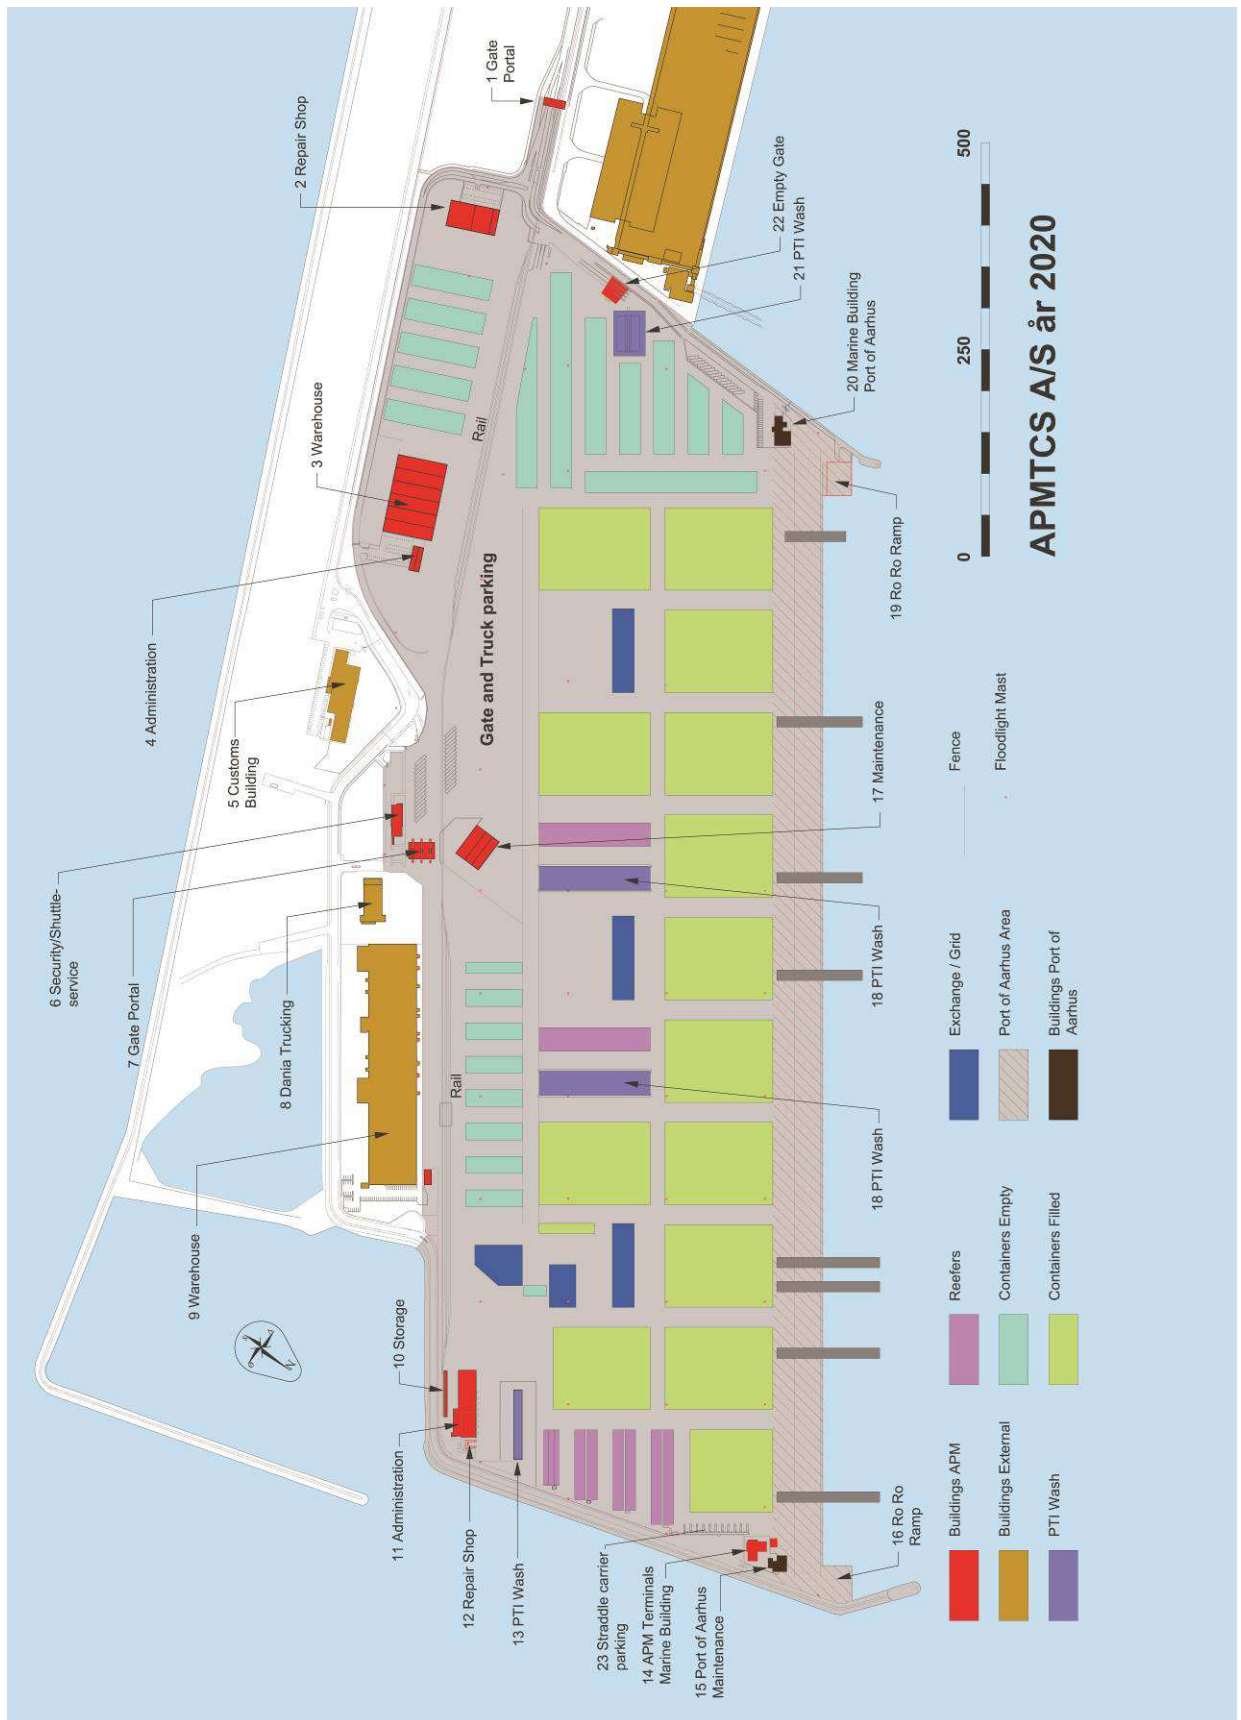 1 Gate
Portal
2 Repair Shop
3 Warehouse
4 Administration
5 Customs
Building
6 Security/Shuttle-
service
7 Gate Portal
8 Dania Trucking
9 Warehouse
10 Storage
11 Administration
12 Repair Shop
13 PTI Wash
23 Straddle carrier
parking
14 APM Terminals
Marine Building
15 Port of Aarhus
Maintenance
16 Ro Ro
Ramp
17 Maintenance
18 PTI Wash
18 PTI Wash
19 Ro Ro Ramp
20 Marine Building
Port of Aarhus
21 PTI Wash
22 Empty Gate
Rail
Rail
Gate and Truck parking
N
Buildings APM
Buildings External
PTI Wash
Reefers
Containers Empty
Containers Filled
Exchange / Grid
Port of Aarhus Area
Buildings Port of
Aarhus
Fence
Floodlight Mast
0
250
500
APMTCS A/S år 2020